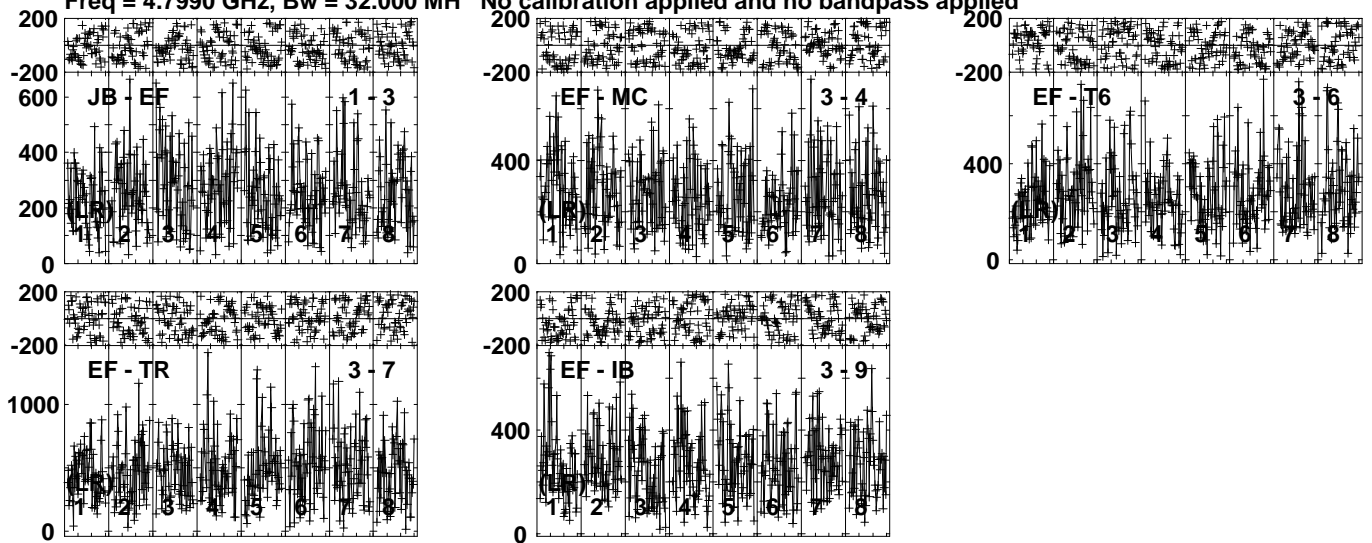 Freq = 4.7990 GHz, Bw = 32.000 MH No calibration applied and no bandpass applied
200
-200
600
400
200
0
JB - EF
1 - 3
(LR)
1 2 3 4 5 6 7 8
200
-200
400
0
EF - MC
3 - 4
(LR)
1 2 3 4 5 6 7 8
200
-200
400
0
EF - T6
3 - 6
(LR)
1 2 3 4 5 6 7 8
200
-200
1000
0
EF - TR
3 - 7
(LR)
1 2 3 4 5 6 7 8
200
-200
400
0
EF - IB
3 - 9
(LR)
1 2 3 4 5 6 7 8